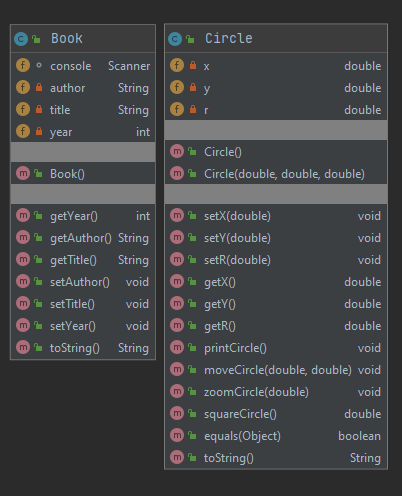 Book
console Scanner
author String
title String
year int
Book()
getYear() int
getAuthor() String
getTitle() String
setAuthor() void
setTitle() void
setYear() void
toString() String
Circle
x double
y double
r double
Circle()
Circle(double, double, double)
setX(double) void
setY(double) void
setR(double) void
getX() double
getY() double
getR() double
printCircle() void
moveCircle(double, double) void
zoomCircle(double) void
squareCircle() double
equals(Object) boolean
toString() String